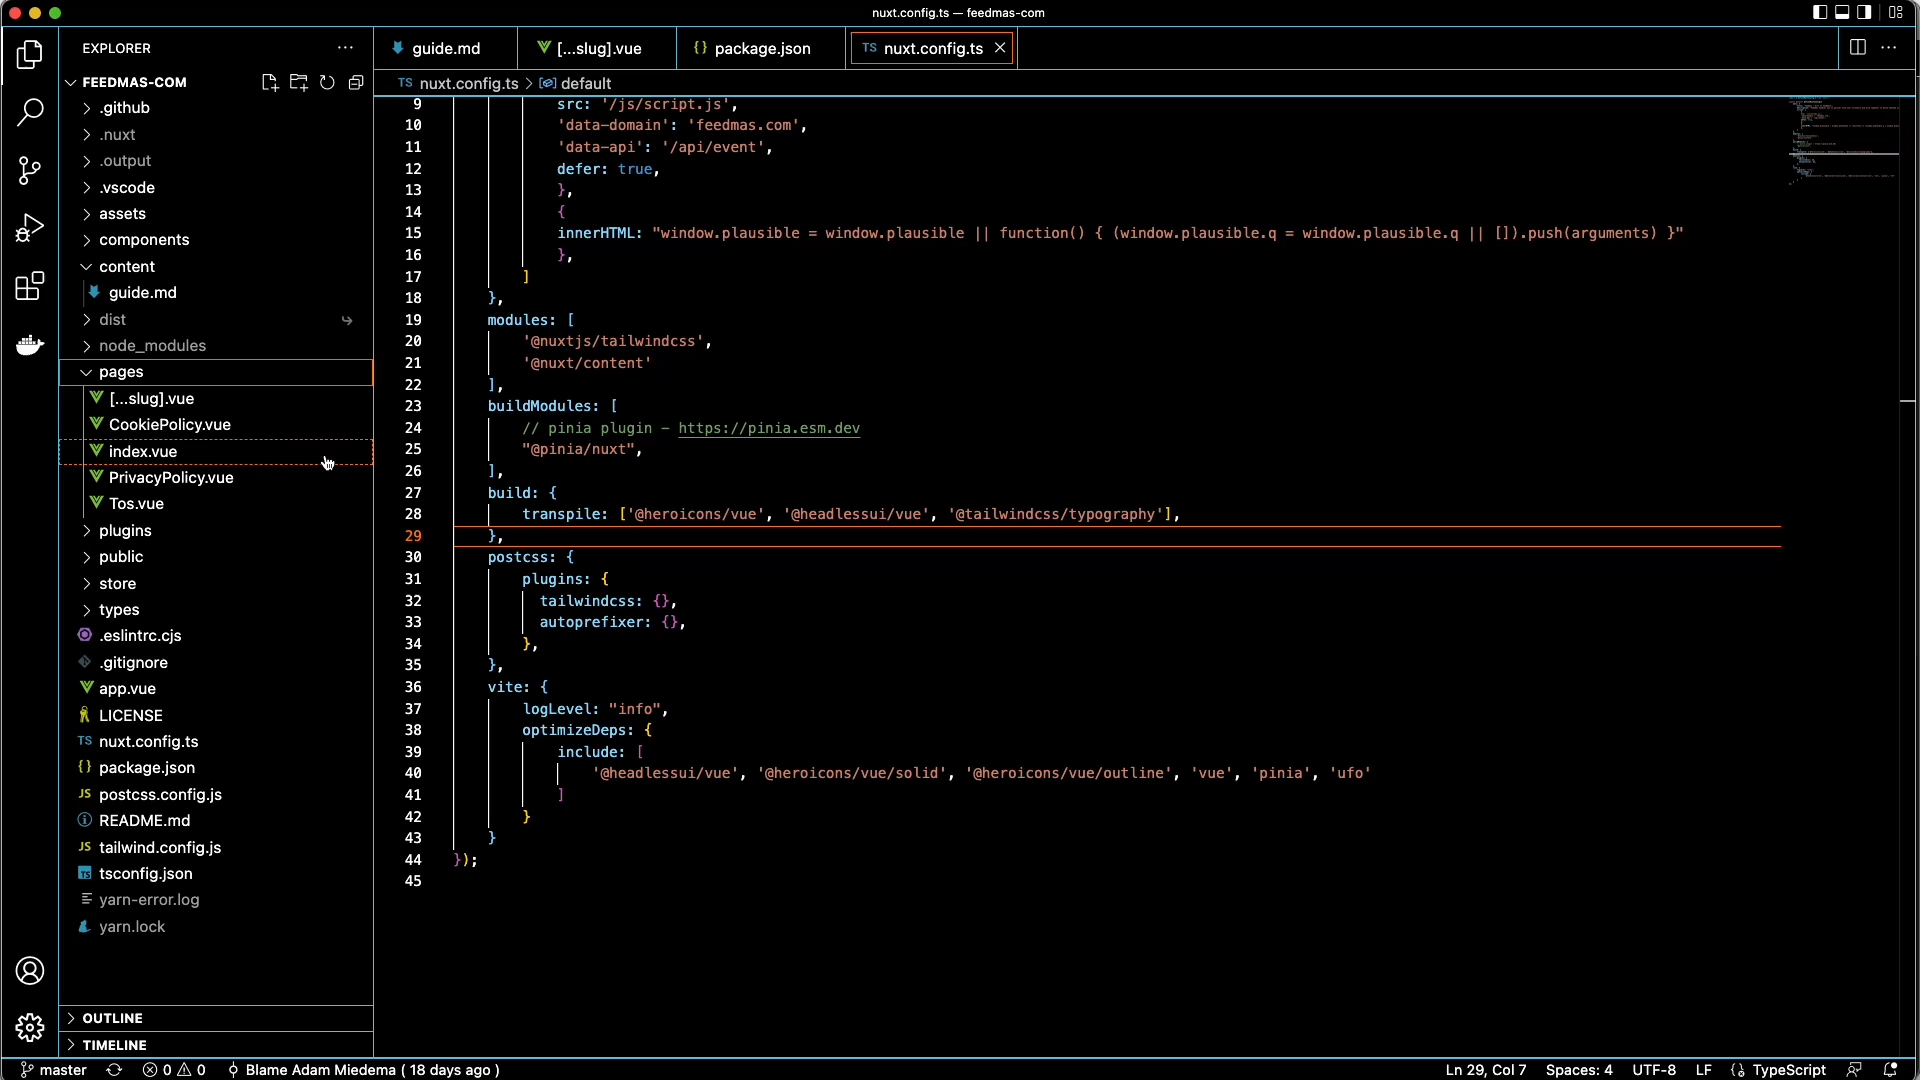 nuxt.config.ts — feedmas-com
EXPLORER
FEEDMAS-COM
.github
.nuxt
.output
.vscode
assets
components
content
guide.md
dist
node_modules
pages
[...slug].vue
CookiePolicy.vue
index.vue
PrivacyPolicy.vue
Tos.vue
plugins
public
store
types
.eslintrc.cjs
.gitignore
app.vue
LICENSE
TS nuxt.config.ts
{} package.json
JS postcss.config.js
README.md
JS tailwind.config.js
TS tsconfig.json
yarn-error.log
yarn.lock
OUTLINE
TIMELINE
guide.md
[...slug].vue
{} package.json
TS nuxt.config.ts
TS nuxt.config.ts > default
9 src: '/js/script.js',
10 'data-domain': 'feedmas.com',
11 'data-api': '/api/event',
12 defer: true,
13 },
14 {
15 innerHTML: "window.plausible = window.plausible || function() { (window.plausible.q = window.plausible.q || []).push(arguments) }"
16 },
17 ]
18 },
19 modules: [
20 '@nuxtjs/tailwindcss',
21 '@nuxt/content'
22 ],
23 buildModules: [
24 // pinia plugin - https://pinia.esm.dev
25 "@pinia/nuxt",
26 ],
27 build: {
28 transpile: ['@heroicons/vue', '@headlessui/vue', '@tailwindcss/typography'],
29 },
30 postcss: {
31 plugins: {
32 tailwindcss: {},
33 autoprefixer: {},
34 },
35 },
36 vite: {
37 logLevel: "info",
38 optimizeDeps: {
39 include: [
40 '@headlessui/vue', '@heroicons/vue/solid', '@heroicons/vue/outline', 'vue', 'pinia', 'ufo'
41 ]
42 }
43 }
44 });
45
master 0 0 Blame Adam Miedema ( 18 days ago ) Ln 29, Col 7 Spaces: 4 UTF-8 LF {} TypeScript